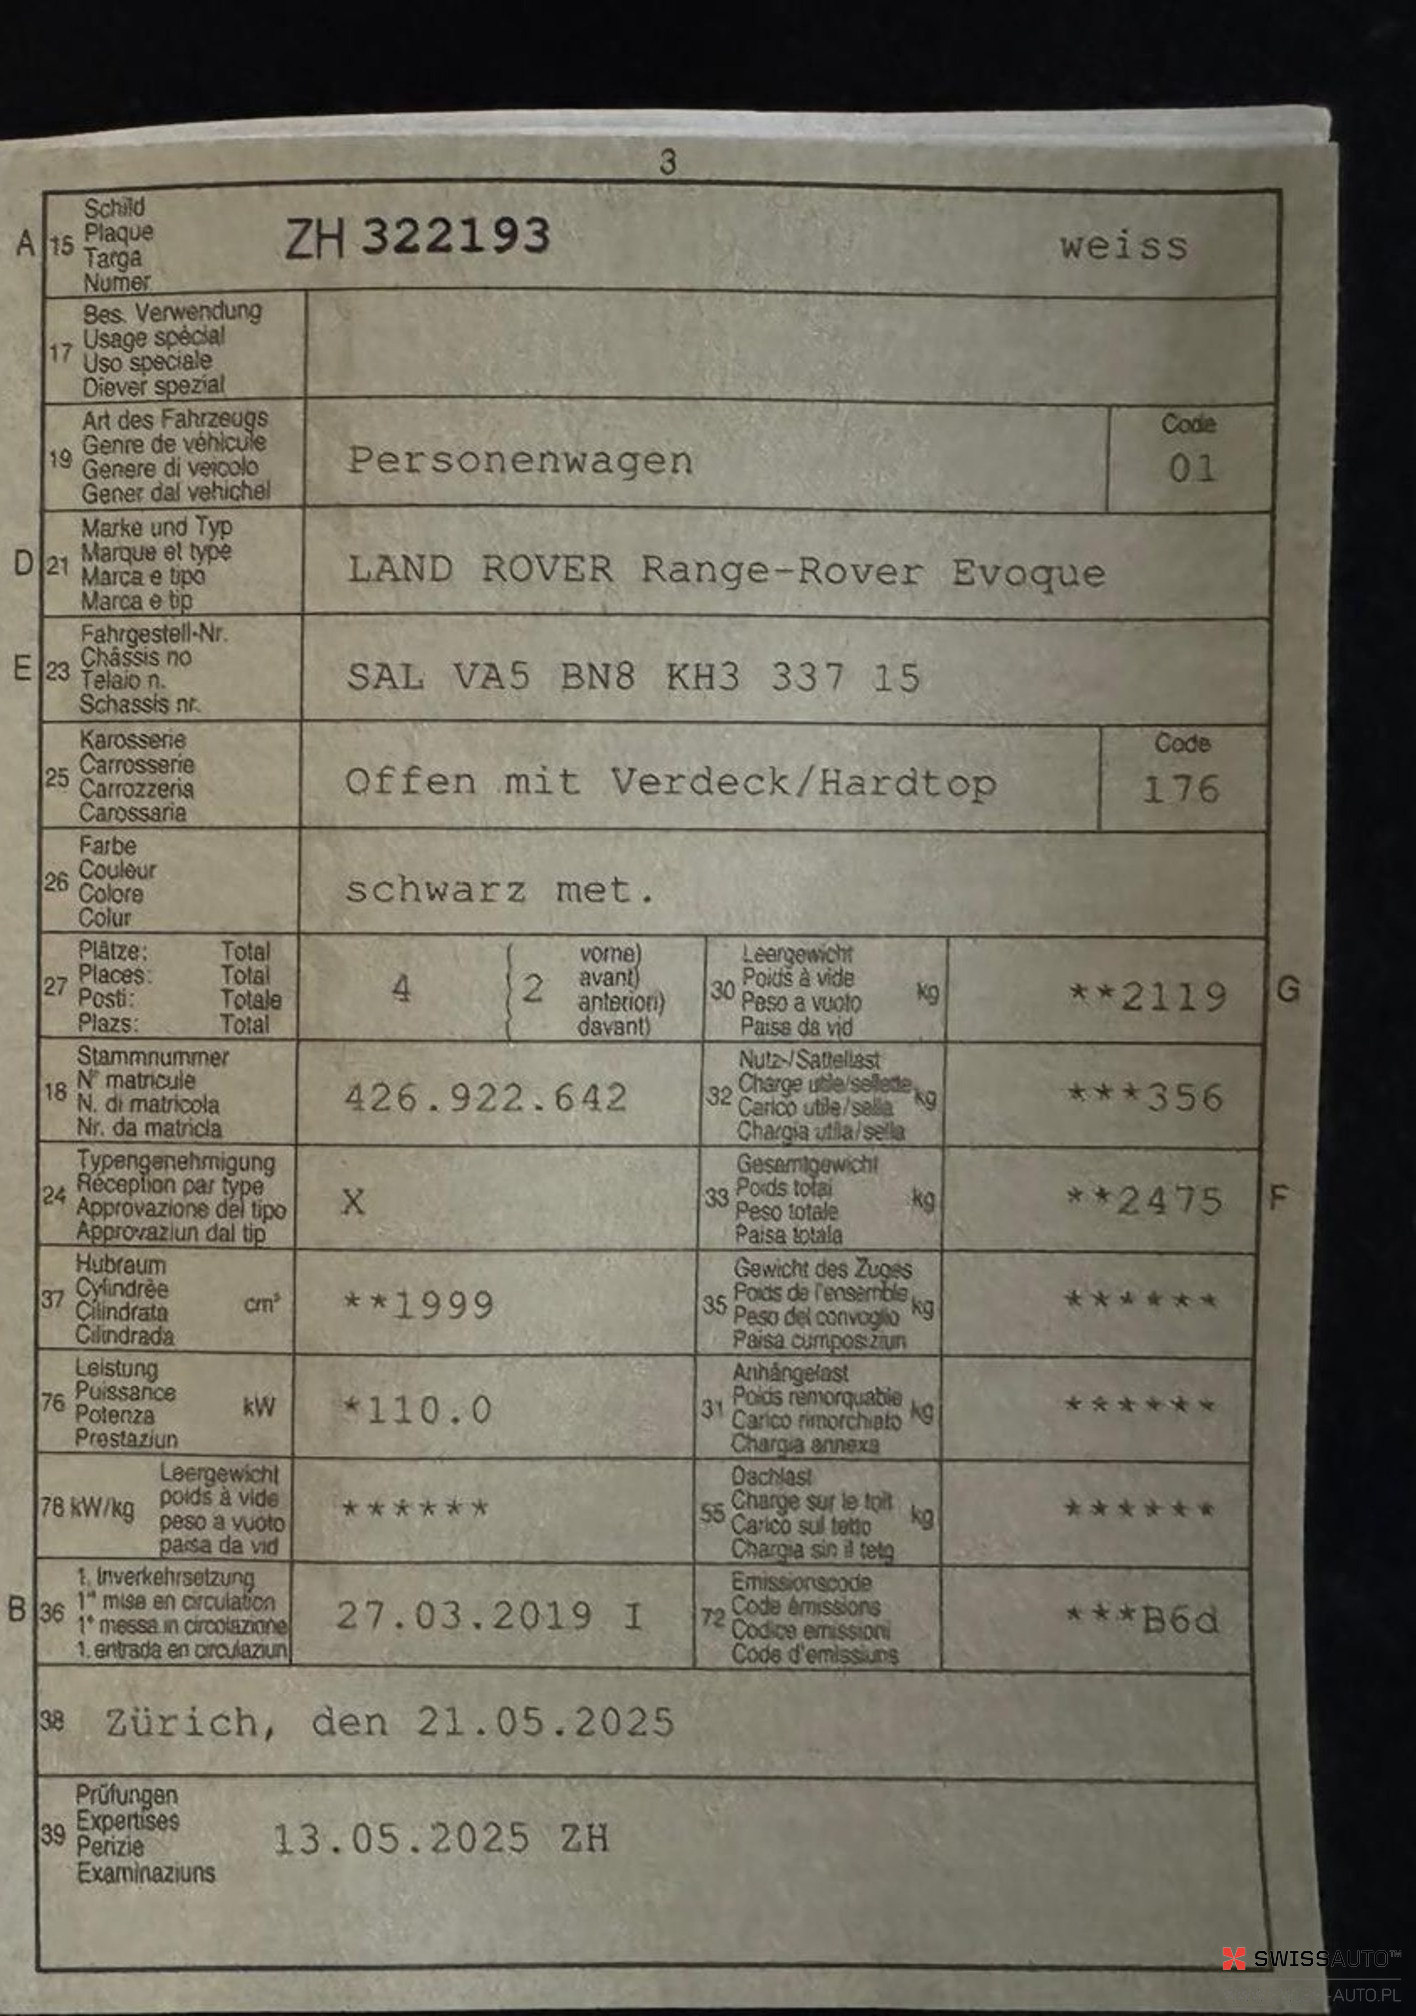 3
A 15 Schild
Plaque
Targa
Numer
ZH 322193 weiss
17 Bes. Verwendung
Usage spécial
Uso speciale
Diever spezial
19 Art des Fahrzeugs
Genre de véhicule
Genere di veicolo
Gener dal vehichel
Personenwagen
Code
01
D 21 Marke und Typ
Marque et type
Marca e tipo
Marca e tip
LAND ROVER Range-Rover Evoque
E 23 Fahrgestell-Nr.
Châssis no
Telaio n.
Schassis nr.
SAL VA5 BN8 KH3 337 15
25 Karosserie
Carrosserie
Carrozzeria
Carossaria
Offen mit Verdeck/Hardtop
Code
176
26 Farbe
Couleur
Colore
Colur
schwarz met.
27 Plätze: Total
Places: Total
Posti: Totale
Plazs: Total
4 ( 2 vorne)
avant)
anteriori)
davant)
30 Leergewicht
Poids à vide
Peso a vuoto
Paisa da vid
kg
**2119 G
18 Stammnummer
N° matricule
N. di matricola
Nr. da matricla
426.922.642
32 Nutz-/Sattellast
Charge utile/sellette
Carico utile/sella
Chargia utila/sella
kg
***356
24 Typengenehmigung
Réception par type
Approvazione del tipo
Approvaziun dal tip
X
33 Gesamtgewicht
Poids total
Peso totale
Paisa totala
kg
**2475 F
37 Hubraum
Cylindrée
Cilindrata
Cilindrada
cm³
**1999
35 Gewicht des Zuges
Poids de l'ensemble
Peso del convoglio
Paisa cumposiziun
kg
******
76 Leistung
Puissance
Potenza
Prestaziun
kW
*110.0
31 Anhängelast
Poids remorquable
Carico rimorchiato
Chargia annexa
kg
******
78 kW/kg Leergewicht
poids à vide
peso a vuoto
paisa da vid
******
55 Dachlast
Charge sur le toit
Carico sul tetto
Chargia sin il tetg
kg
******
B 36 1. Inverkehrsetzung
1re mise en circulation
1a messa in circolazione
1. entrada en circulaziun
27.03.2019 I
72 Emissionscode
Code émissions
Codice emissioni
Code d'emissiuns
***B6d
38 Zürich, den 21.05.2025
39 Prüfungen
Expertises
Perizie
Examinaziuns
13.05.2025 ZH
SWISSAUTO™
-AUTO.PL